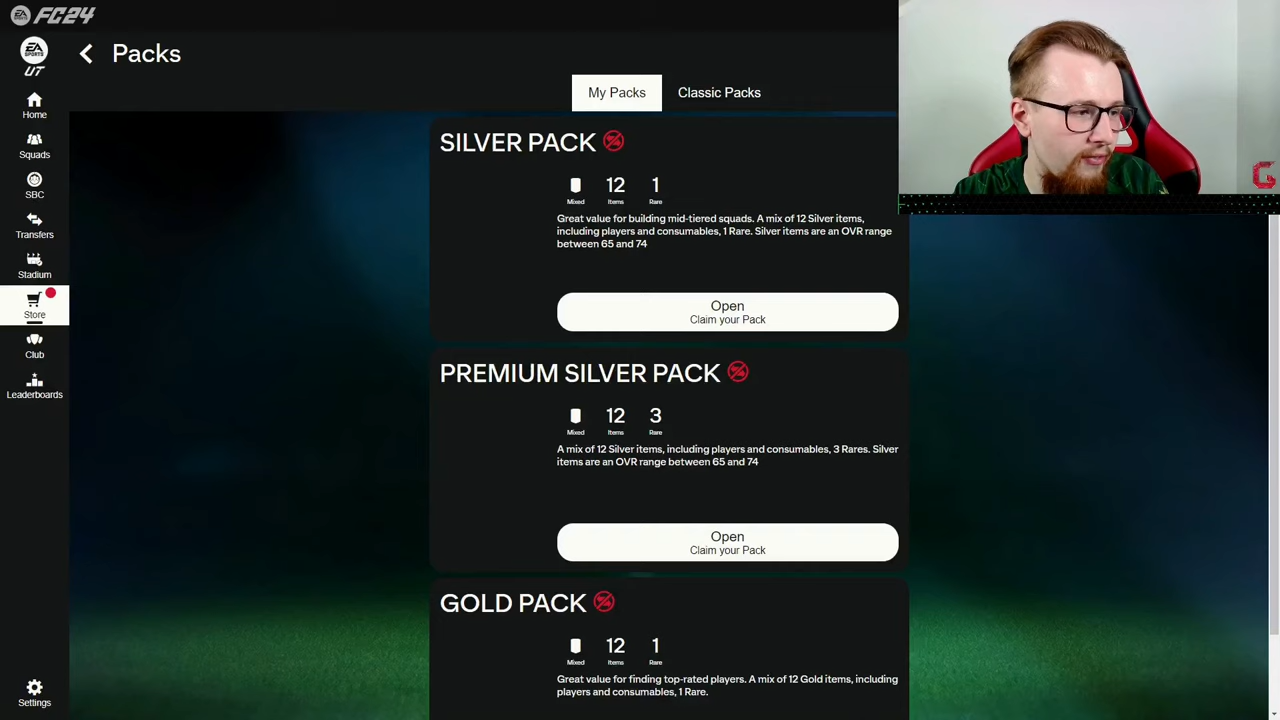 EA SPORTS FC24
EA SPORTS
UT
Packs
My Packs
Classic Packs
Home
Squads
SBC
Transfers
Stadium
Store
Club
Leaderboards
Settings
SILVER PACK
12
1
Mixed
Items
Rare
Great value for building mid-tiered squads. A mix of 12 Silver items,
including players and consumables, 1 Rare. Silver items are an OVR range
between 65 and 74
Open
Claim your Pack
PREMIUM SILVER PACK
12
3
Mixed
Items
Rare
A mix of 12 Silver items, including players and consumables, 3 Rares. Silver
items are an OVR range between 65 and 74
Open
Claim your Pack
GOLD PACK
12
1
Mixed
Items
Rare
Great value for finding top-rated players. A mix of 12 Gold items, including
players and consumables, 1 Rare.
G